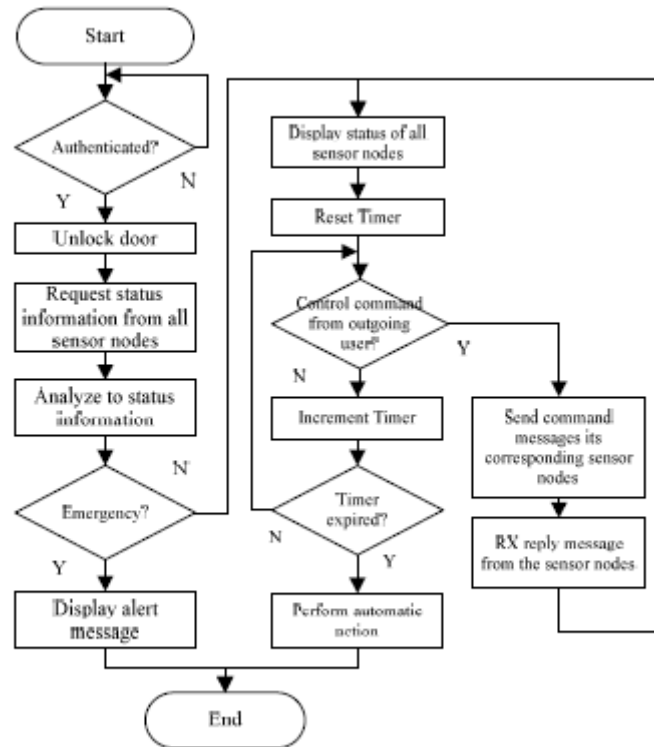 Start
Authenticated?
N
Y
Unlock door
Request status
information from all
sensor nodes
Analyze to status
information
N
Emergency?
Y
Display alert
message
Display status of all
sensor nodes
Reset Timer
Control command
from outgoing
user?
Y
N
Increment Timer
Timer
expired?
N
Y
Perform automatic
action
Send command
messages its
corresponding sensor
nodes
RX reply message
from the sensor nodes
End